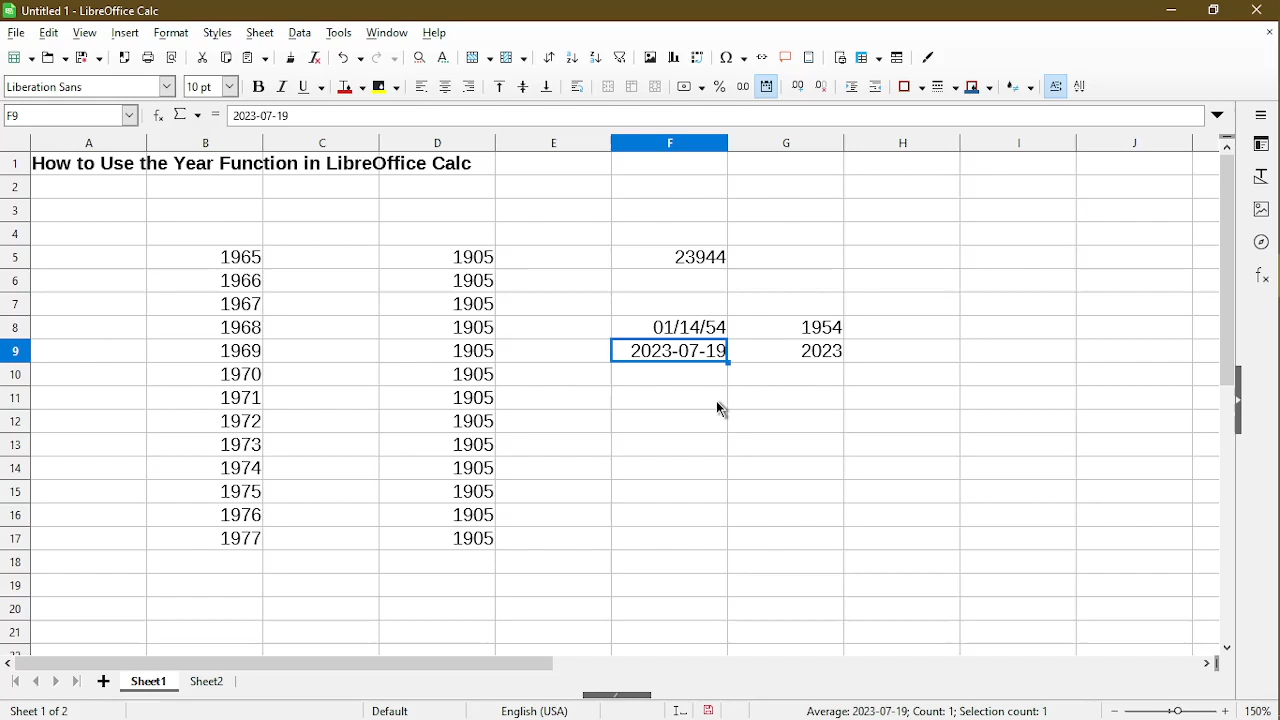 Untitled 1 - LibreOffice Calc
File Edit View Insert Format Styles Sheet Data Tools Window Help
Liberation Sans 10 pt
F9 2023-07-19
A B C D E F G H I J
1 How to Use the Year Function in LibreOffice Calc
2
3
4
5 1965 1905 23944
6 1966 1905
7 1967 1905
8 1968 1905 01/14/54 1954
9 1969 1905 2023-07-19 2023
10 1970 1905
11 1971 1905
12 1972 1905
13 1973 1905
14 1974 1905
15 1975 1905
16 1976 1905
17 1977 1905
18
19
20
21
Sheet1 Sheet2
Sheet 1 of 2 Default English (USA) Average: 2023-07-19; Count: 1; Selection count: 1 150%